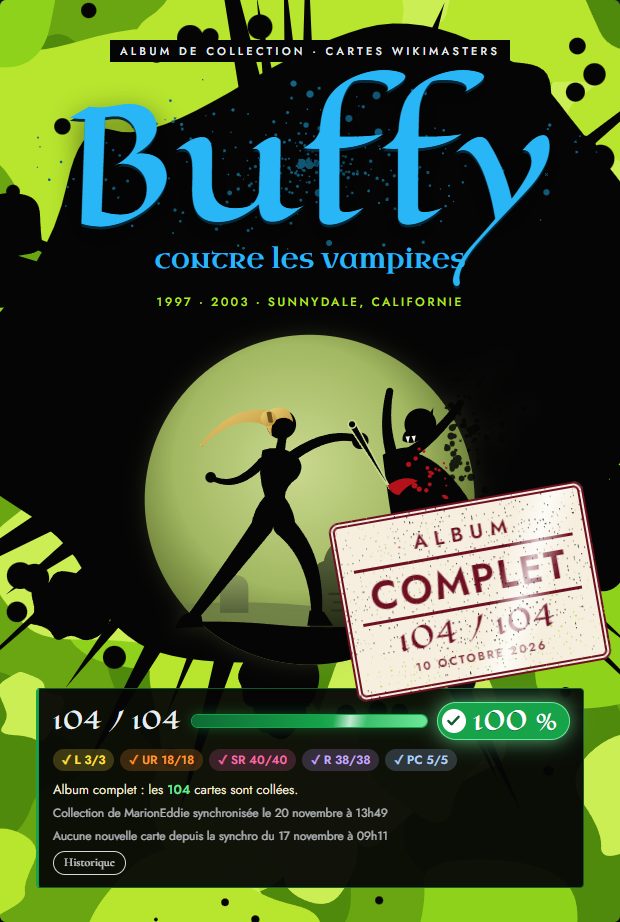 ALBUM DE COLLECTION · CARTES WIKIMASTERS
Buffy
contre les vampires
1997 · 2003 · SUNNYDALE, CALIFORNIE
ALBUM
COMPLET
104 / 104
10 OCTOBRE 2026
104 / 104
100 %
✓ L 3/3 ✓ UR 18/18 ✓ SR 40/40 ✓ R 38/38 ✓ PC 5/5
Album complet : les 104 cartes sont collées.
Collection de MarionEddie synchronisée le 20 novembre à 13h49
Aucune nouvelle carte depuis la synchro du 17 novembre à 09h11
Historique